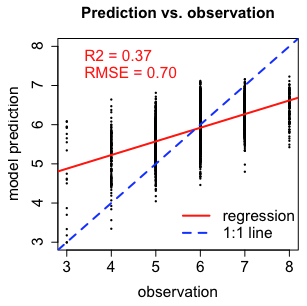 Prediction vs. observation
R2 = 0.37
RMSE = 0.70
model prediction
8
7
6
5
4
3
regression
1:1 line
3 4 5 6 7 8
observation